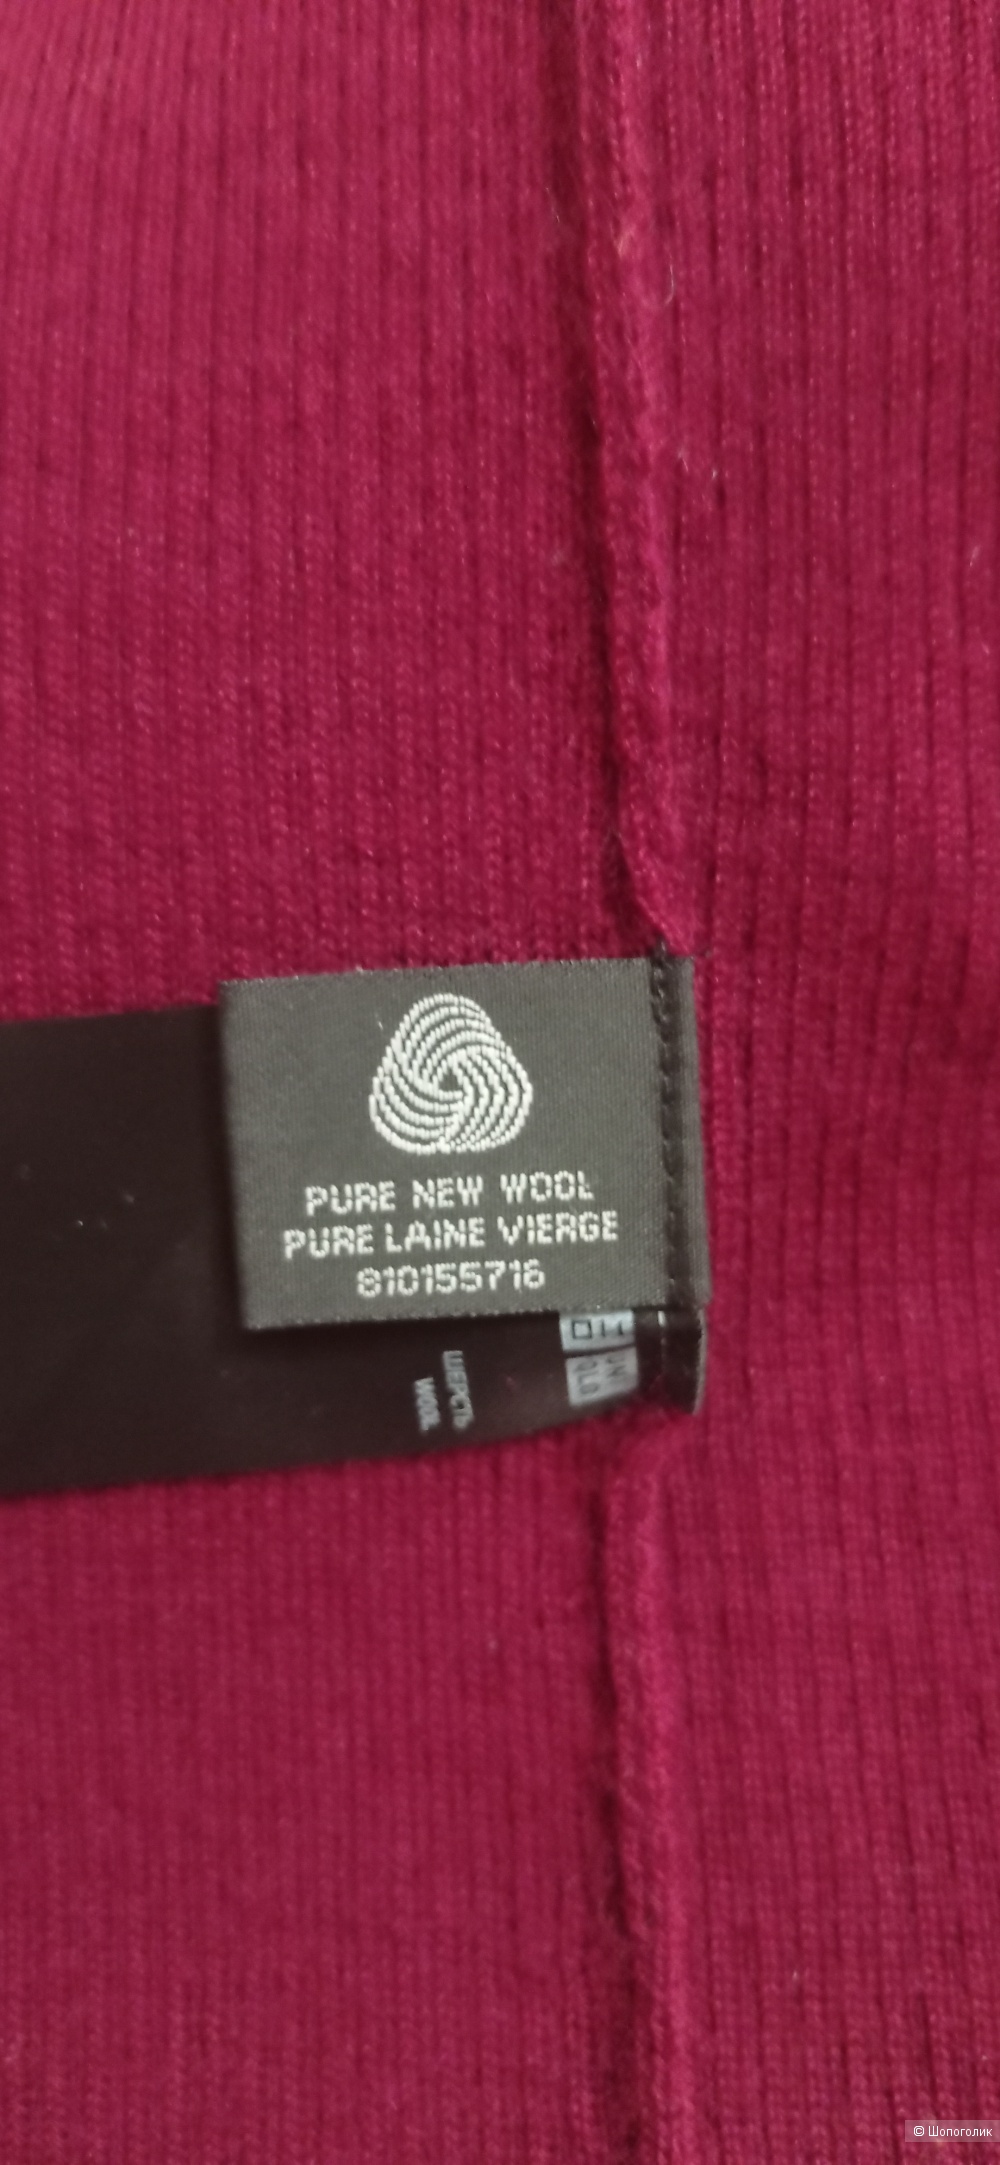 PURE NEW WOOL
PURE LAINE VIERGE
810155716
ШЕРСТЬ
WOOL
© Шопоголик